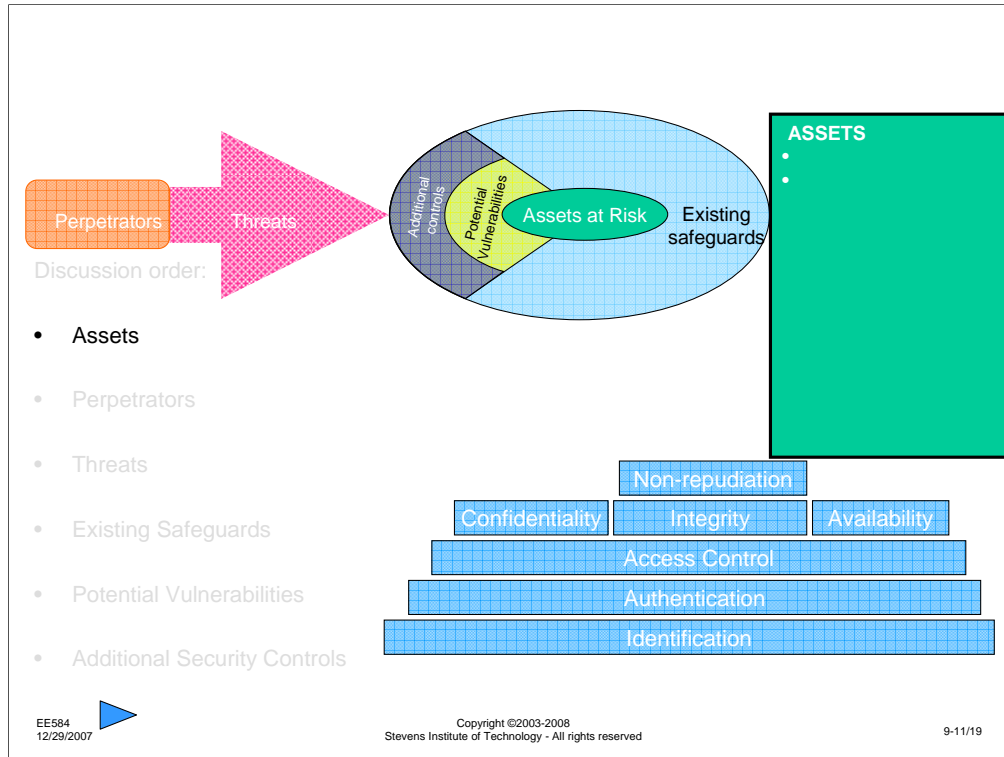 ASSETS
•
•
Perpetrators
Threats
Additional
controls
Potential
Vulnerabilities
Assets at Risk
Existing
safeguards
Discussion order:
• Assets
• Perpetrators
• Threats
• Existing Safeguards
• Potential Vulnerabilities
• Additional Security Controls
Non-repudiation
Confidentiality
Integrity
Availability
Access Control
Authentication
Identification
EE584
12/29/2007
Copyright ©2003-2008
Stevens Institute of Technology - All rights reserved
9-11/19